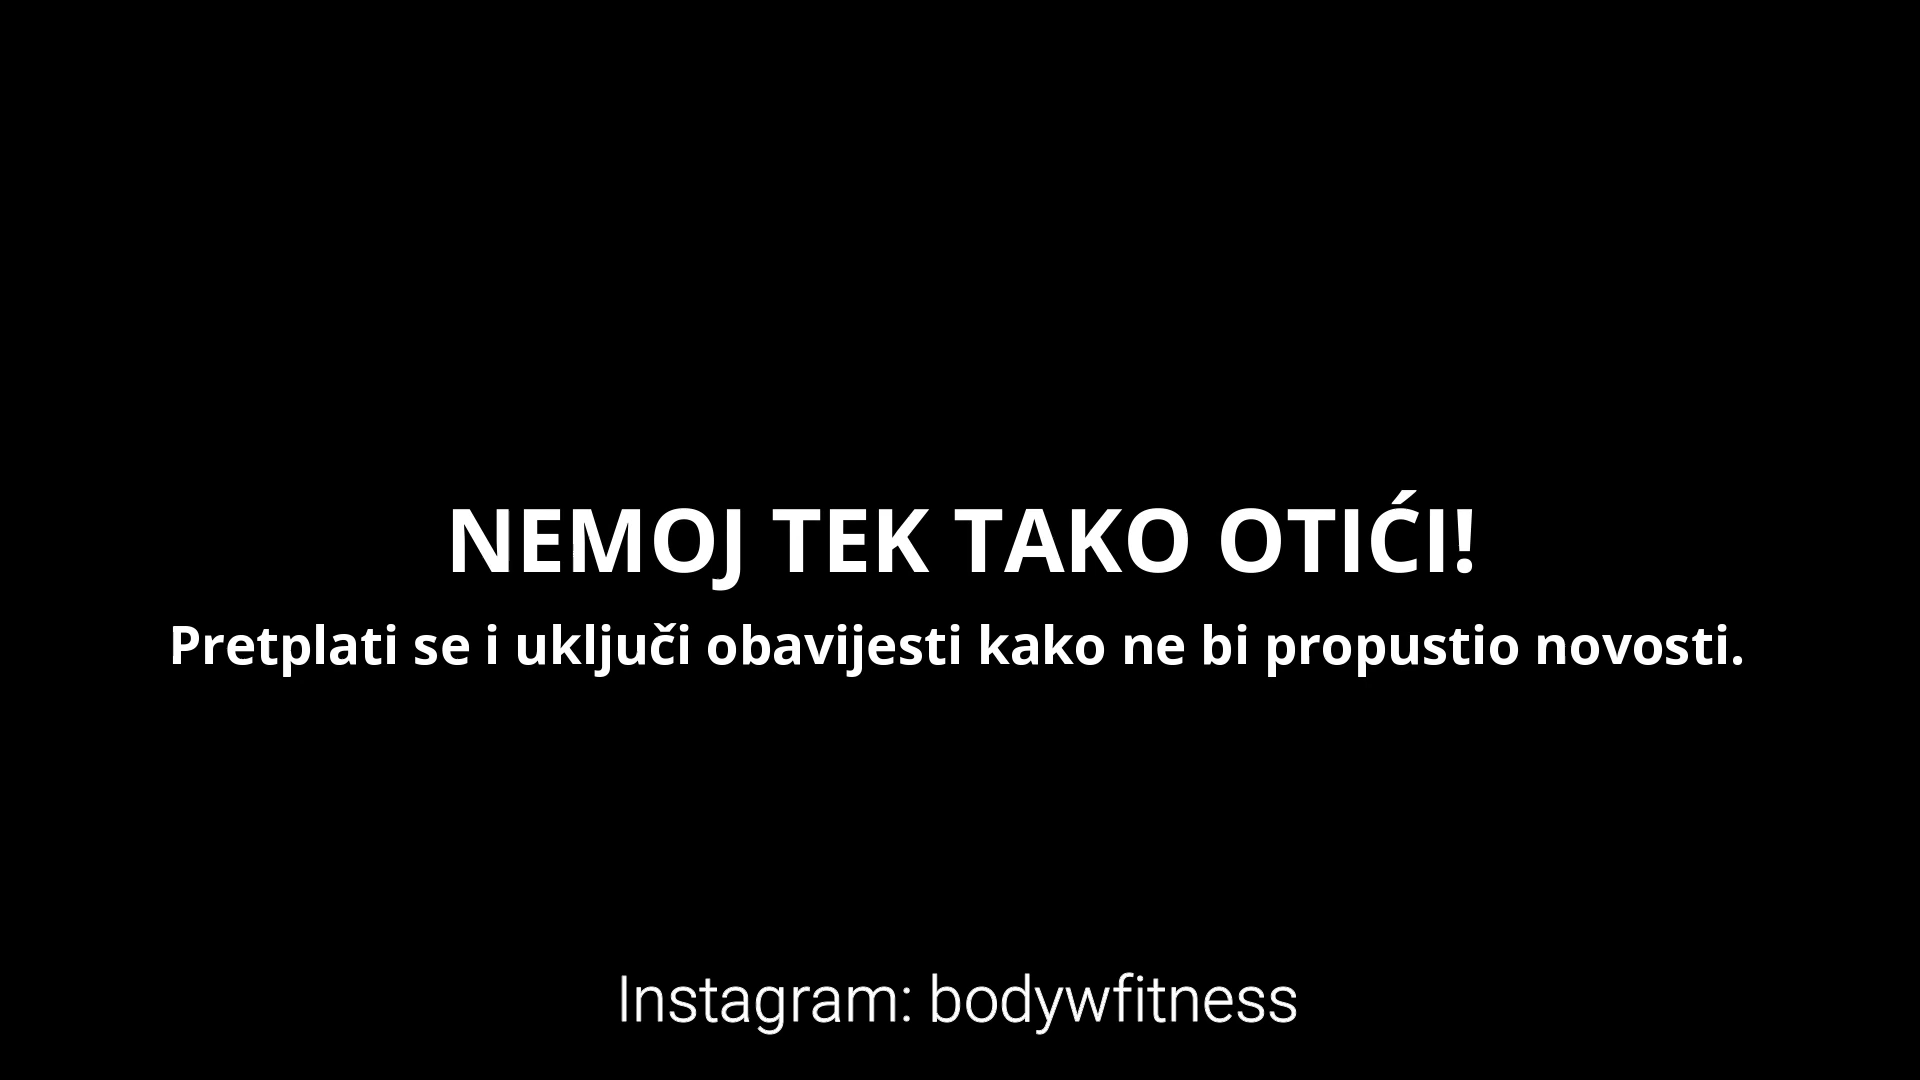 NEMOJ TEK TAKO OTIĆI!
Pretplati se i uključi obavijesti kako ne bi propustio novosti.
Instagram: bodywfitness